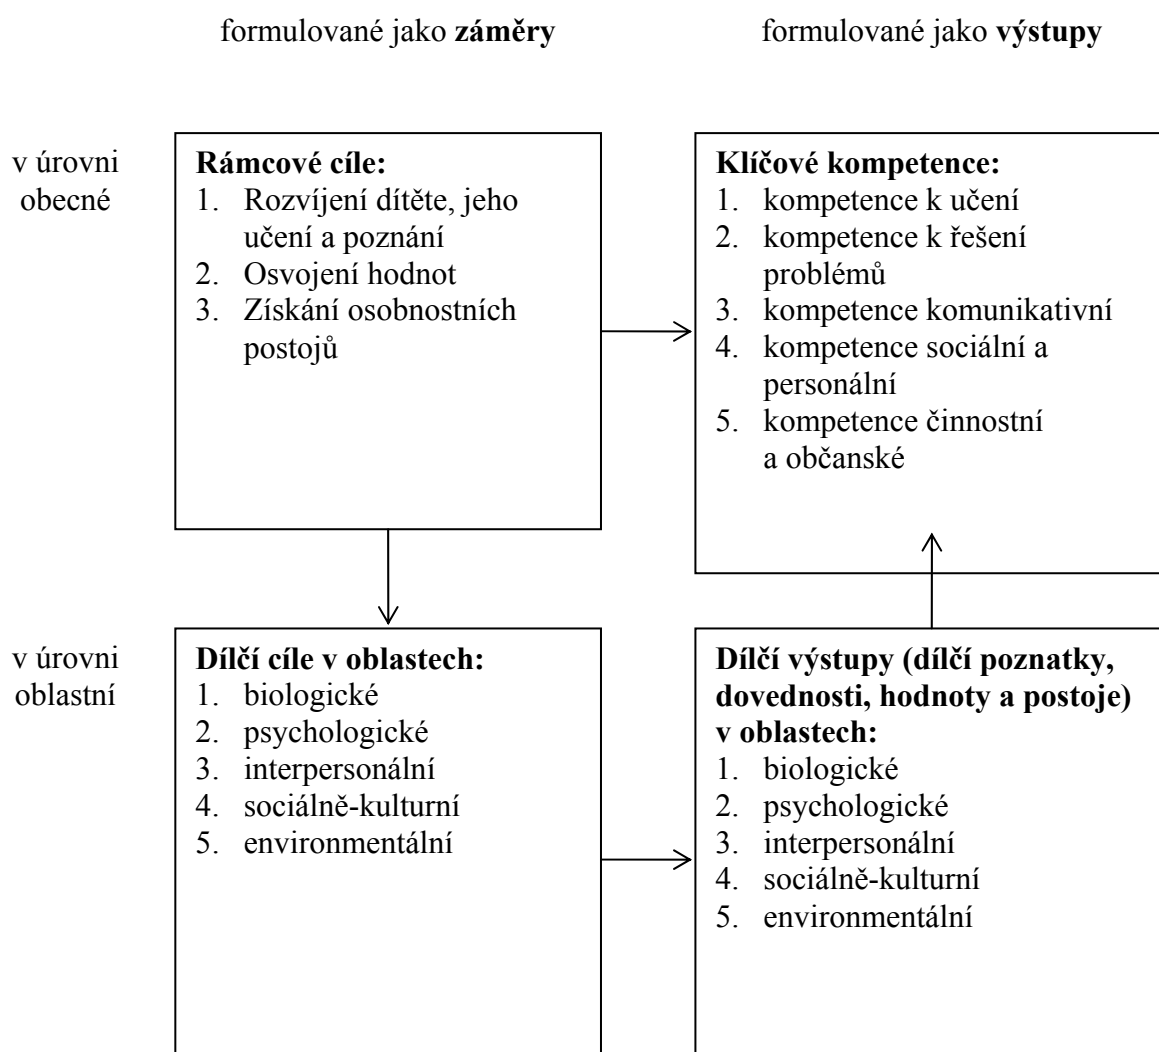 formulované jako záměry
formulované jako výstupy
v úrovni
obecné
Rámcové cíle:
1. Rozvíjení dítěte, jeho
učení a poznání
2. Osvojení hodnot
3. Získání osobnostních
postojů
Klíčové kompetence:
1. kompetence k učení
2. kompetence k řešení
problémů
3. kompetence komunikativní
4. kompetence sociální a
personální
5. kompetence činnostní
a občanské
v úrovni
oblastní
Dílčí cíle v oblastech:
1. biologické
2. psychologické
3. interpersonální
4. sociálně-kulturní
5. environmentální
Dílčí výstupy (dílčí poznatky,
dovednosti, hodnoty a postoje)
v oblastech:
1. biologické
2. psychologické
3. interpersonální
4. sociálně-kulturní
5. environmentální